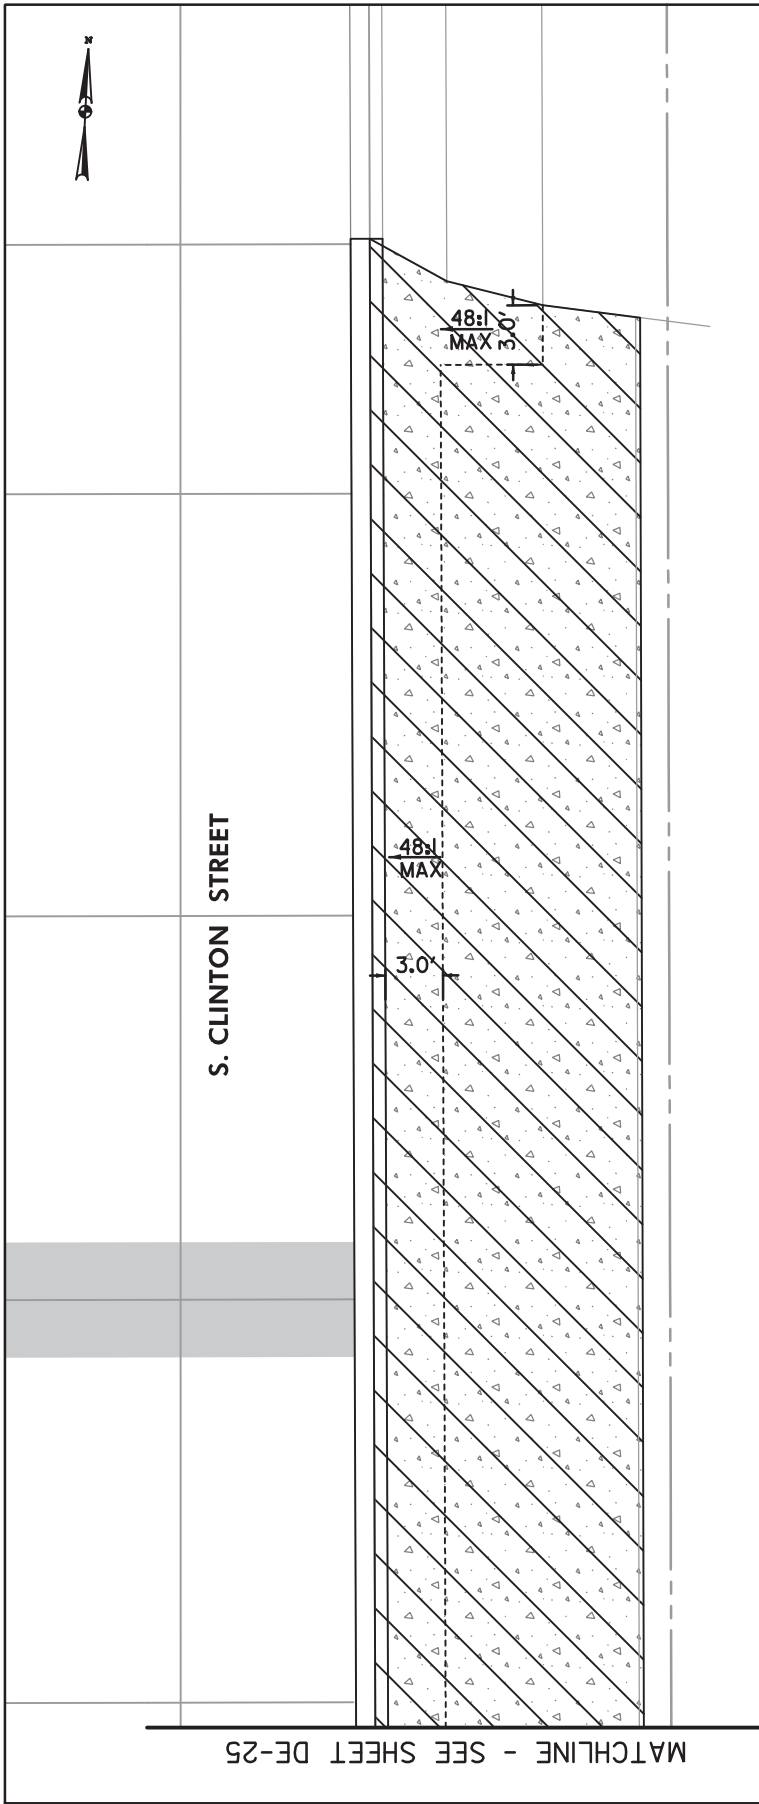 N
48:1
MAX
3.0'
S. CLINTON STREET
48:1
MAX
3.0'
MATCHLINE - SEE SHEET DE-25